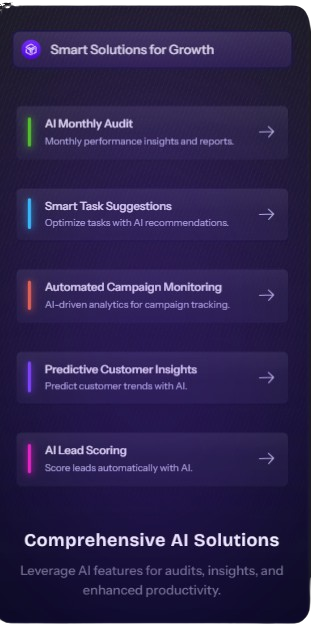 Smart Solutions for Growth
AI Monthly Audit
Monthly performance insights and reports.
Smart Task Suggestions
Optimize tasks with AI recommendations.
Automated Campaign Monitoring
AI-driven analytics for campaign tracking.
Predictive Customer Insights
Predict customer trends with AI.
AI Lead Scoring
Score leads automatically with AI.
Comprehensive AI Solutions
Leverage AI features for audits, insights, and
enhanced productivity.